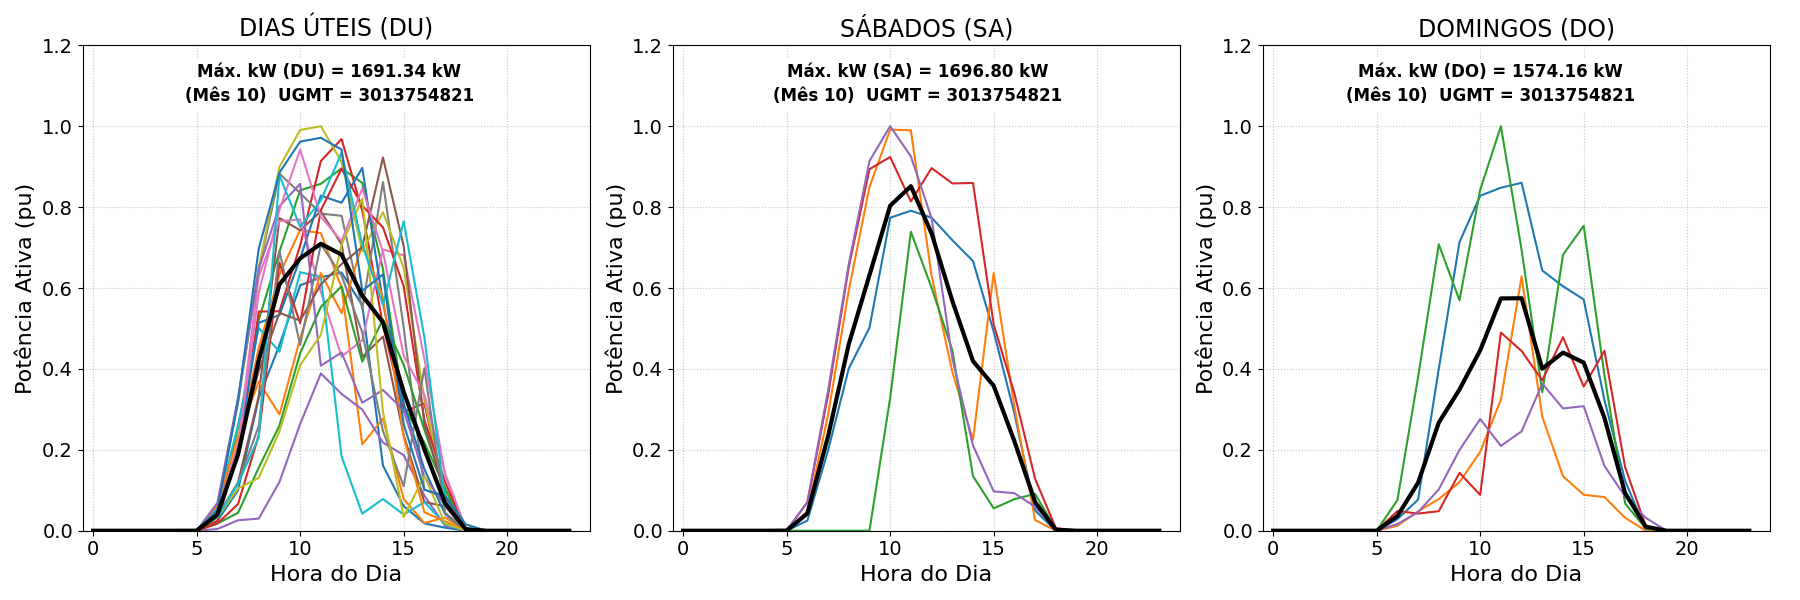 DIAS ÚTEIS (DU)
Máx. kW (DU) = 1691.34 kW
(Mês 10)  UGMT = 3013754821
Potência Ativa (pu)
1.2
1.0
0.8
0.6
0.4
0.2
0.0
0 5 10 15 20
Hora do Dia
SÁBADOS (SA)
Máx. kW (SA) = 1696.80 kW
(Mês 10)  UGMT = 3013754821
Potência Ativa (pu)
1.2
1.0
0.8
0.6
0.4
0.2
0.0
0 5 10 15 20
Hora do Dia
DOMINGOS (DO)
Máx. kW (DO) = 1574.16 kW
(Mês 10)  UGMT = 3013754821
Potência Ativa (pu)
1.2
1.0
0.8
0.6
0.4
0.2
0.0
0 5 10 15 20
Hora do Dia